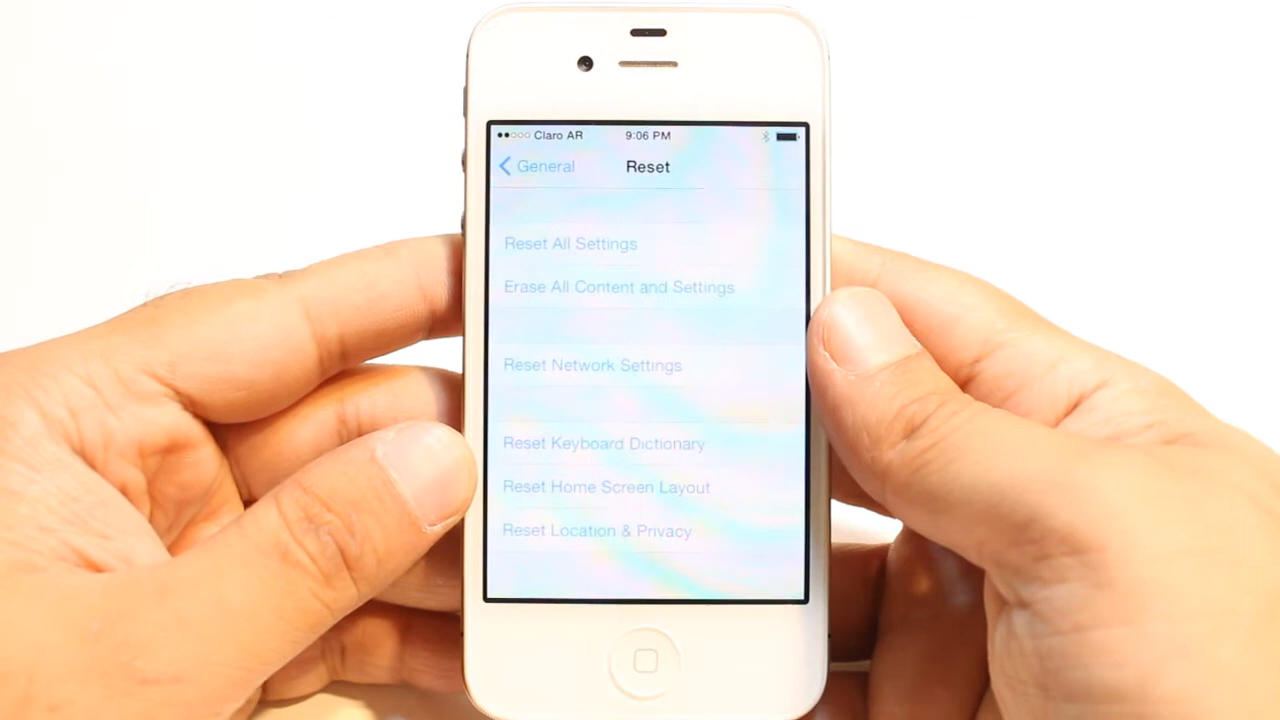 Claro AR 9:06 PM
General Reset
Reset All Settings
Erase All Content and Settings
Reset Network Settings
Reset Keyboard Dictionary
Reset Home Screen Layout
Reset Location & Privacy